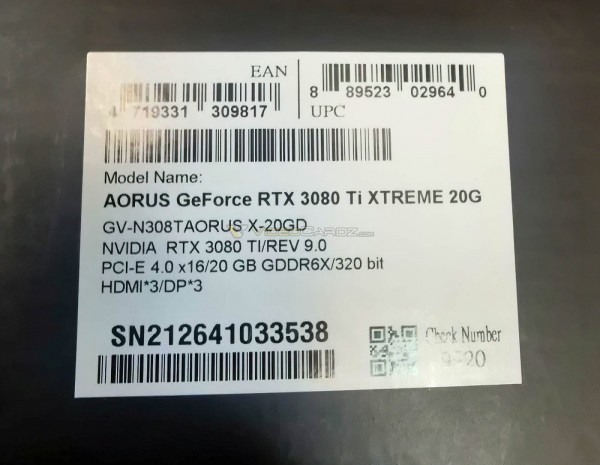 EAN
4 719331 309817
8 89523 02964 0
UPC
Model Name:
AORUS GeForce RTX 3080 Ti XTREME 20G
GV-N308TAORUS X-20GD
VIDEOCARDZ.COM
NVIDIA RTX 3080 TI/REV 9.0
PCI-E 4.0 x16/20 GB GDDR6X/320 bit
HDMI*3/DP*3
SN212641033538
Check Number